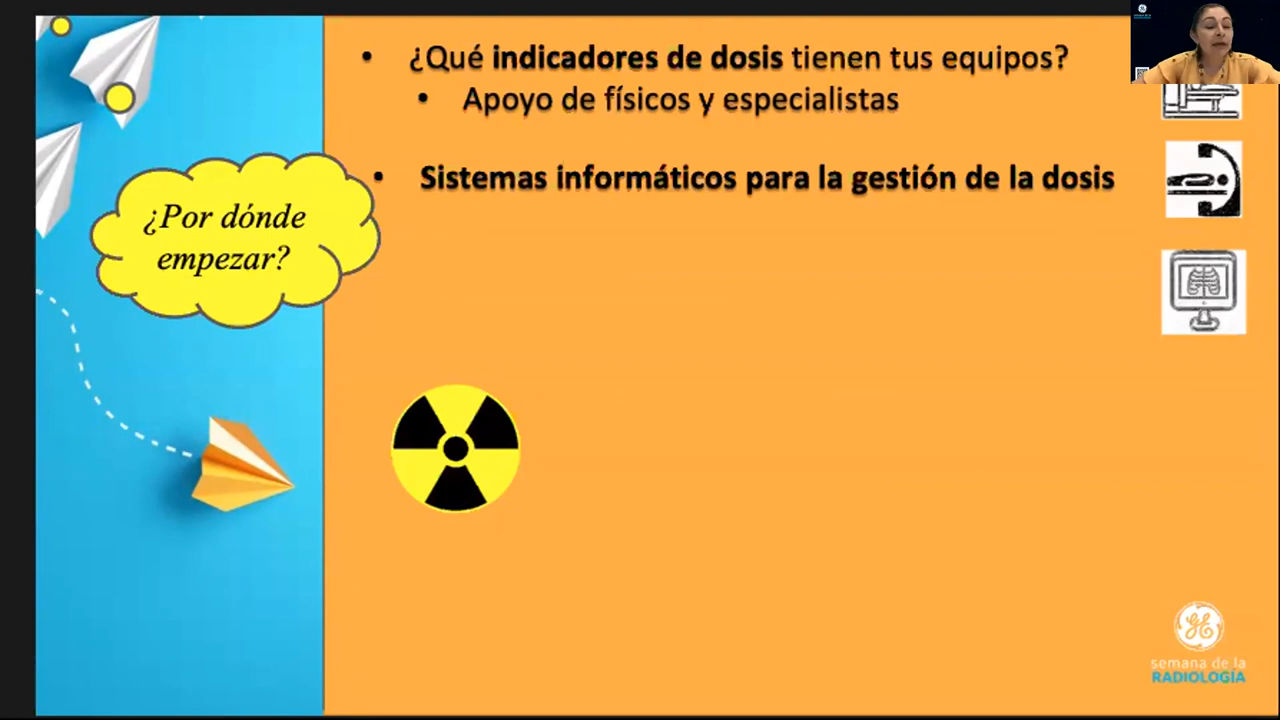 ¿Qué indicadores de dosis tienen tus equipos?
Apoyo de físicos y especialistas
Sistemas informáticos para la gestión de la dosis
¿Por dónde
empezar?
semana de la
RADIOLOGÍA